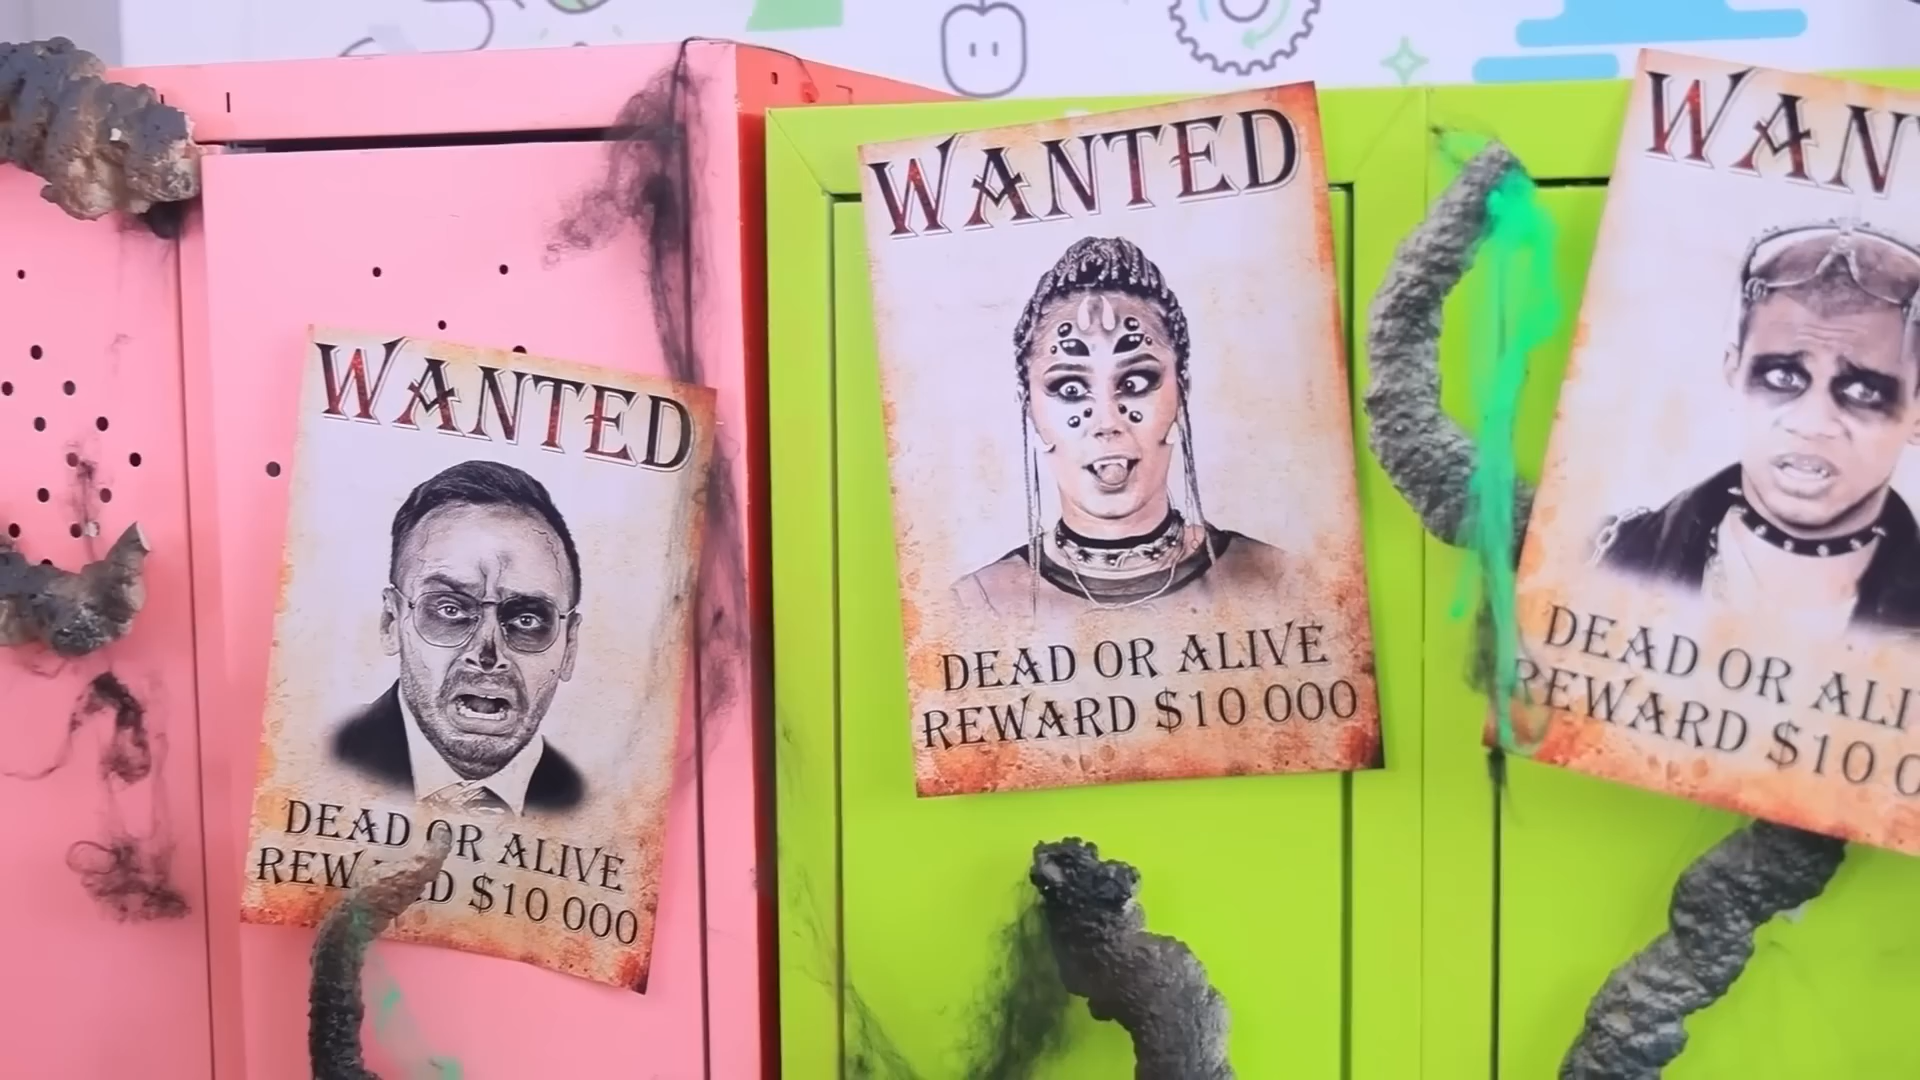 WANTED
DEAD OR ALIVE
REWARD $10 000
WANTED
DEAD OR ALIVE
REWARD $10 000
WAN
DEAD OR ALI
REWARD $10 0